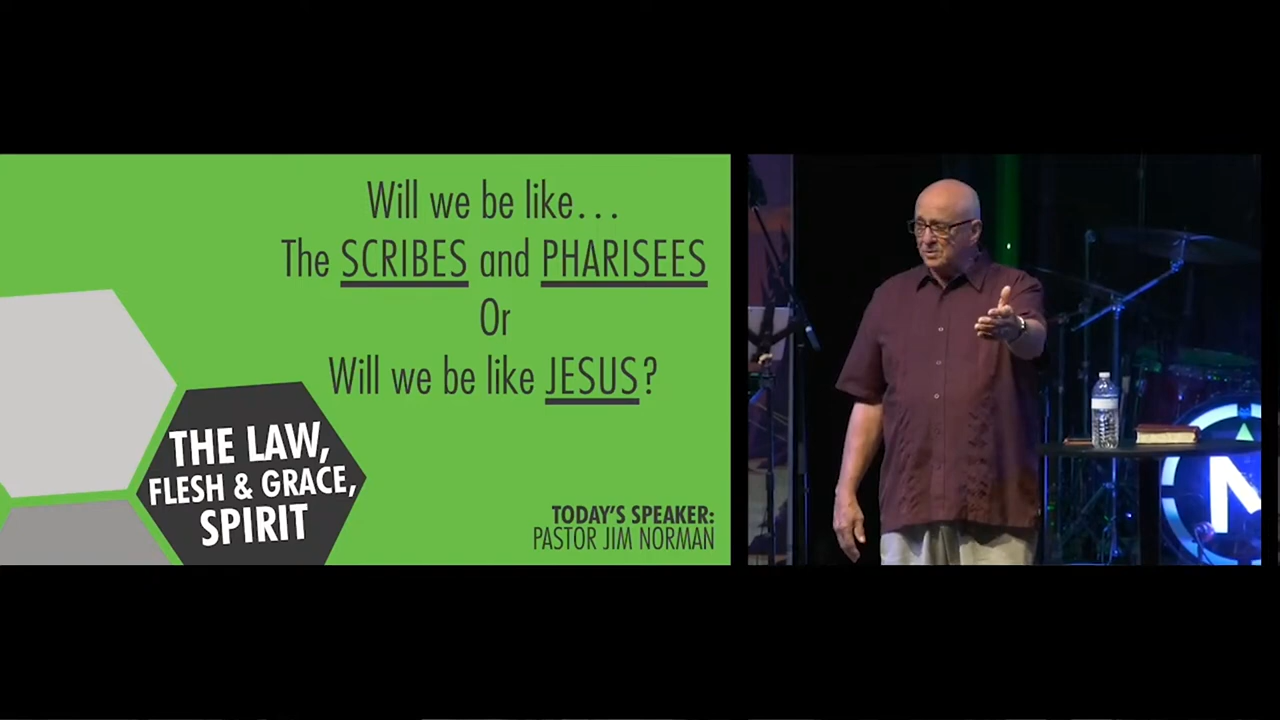 Will we be like...
The SCRIBES and PHARISEES
Or
Will we be like JESUS?
THE LAW,
FLESH & GRACE,
SPIRIT
TODAY'S SPEAKER:
PASTOR JIM NORMAN
N